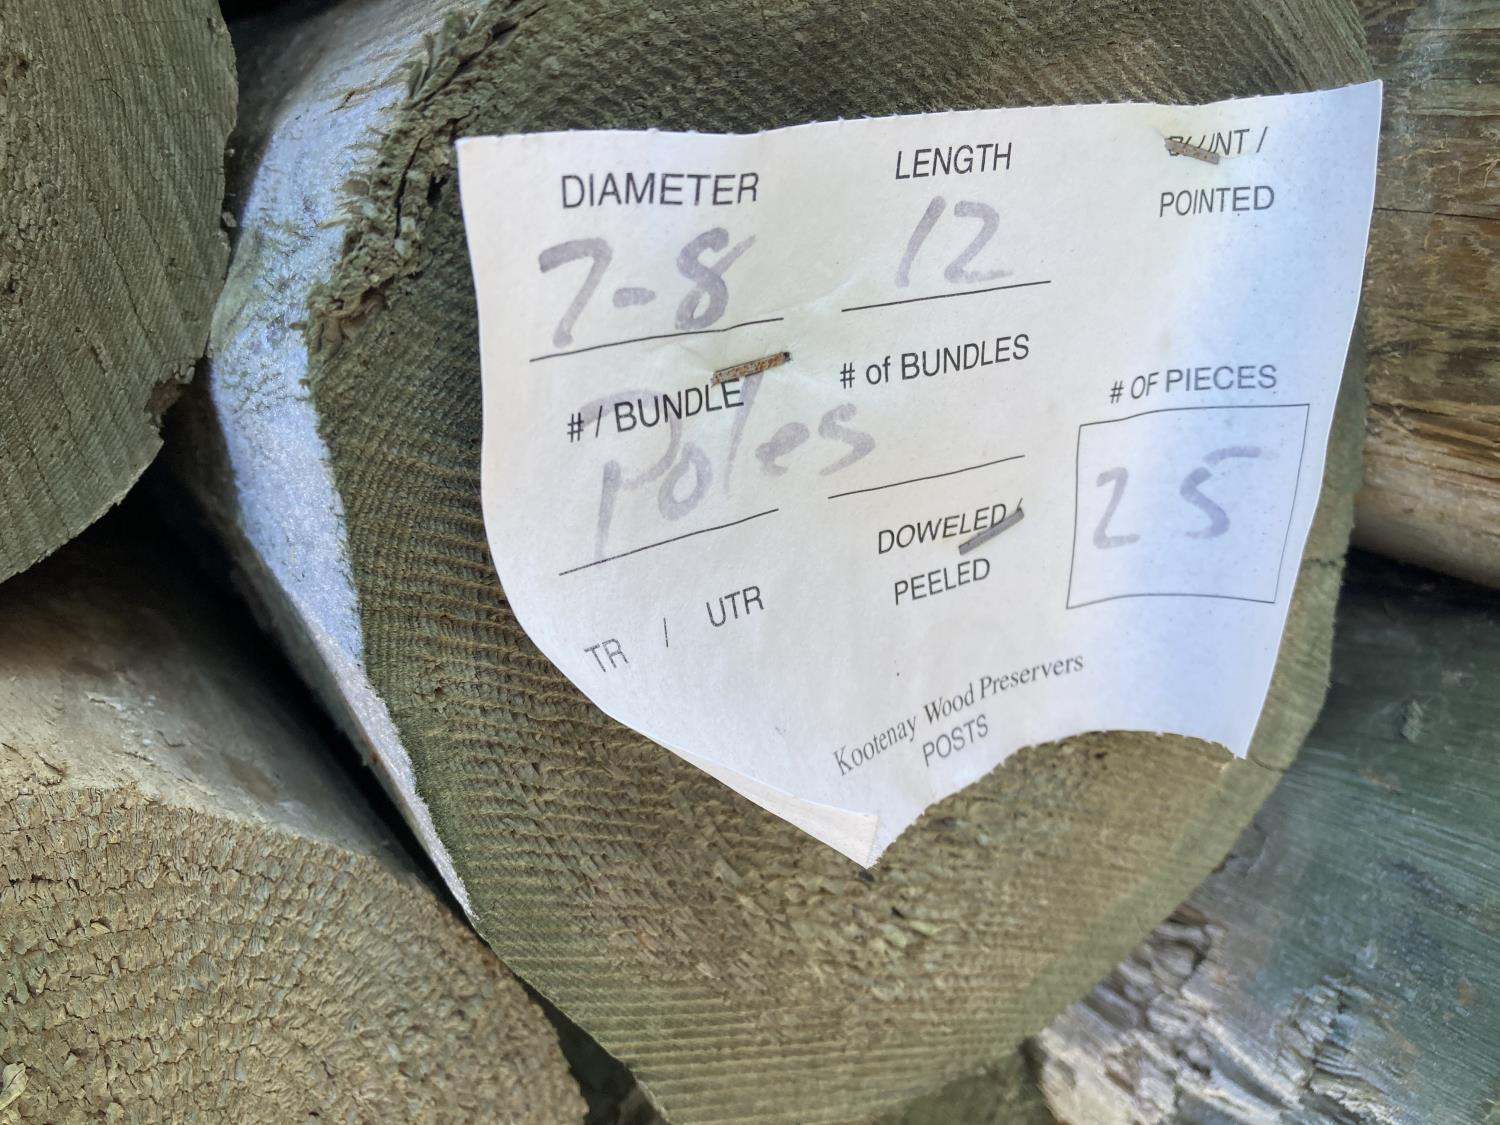 DIAMETER
7-8
LENGTH
12
BLUNT /
POINTED
# / BUNDLE
Poles
# of BUNDLES
# OF PIECES
25
DOWELED /
PEELED
TR / UTR
Kootenay Wood Preservers
POSTS